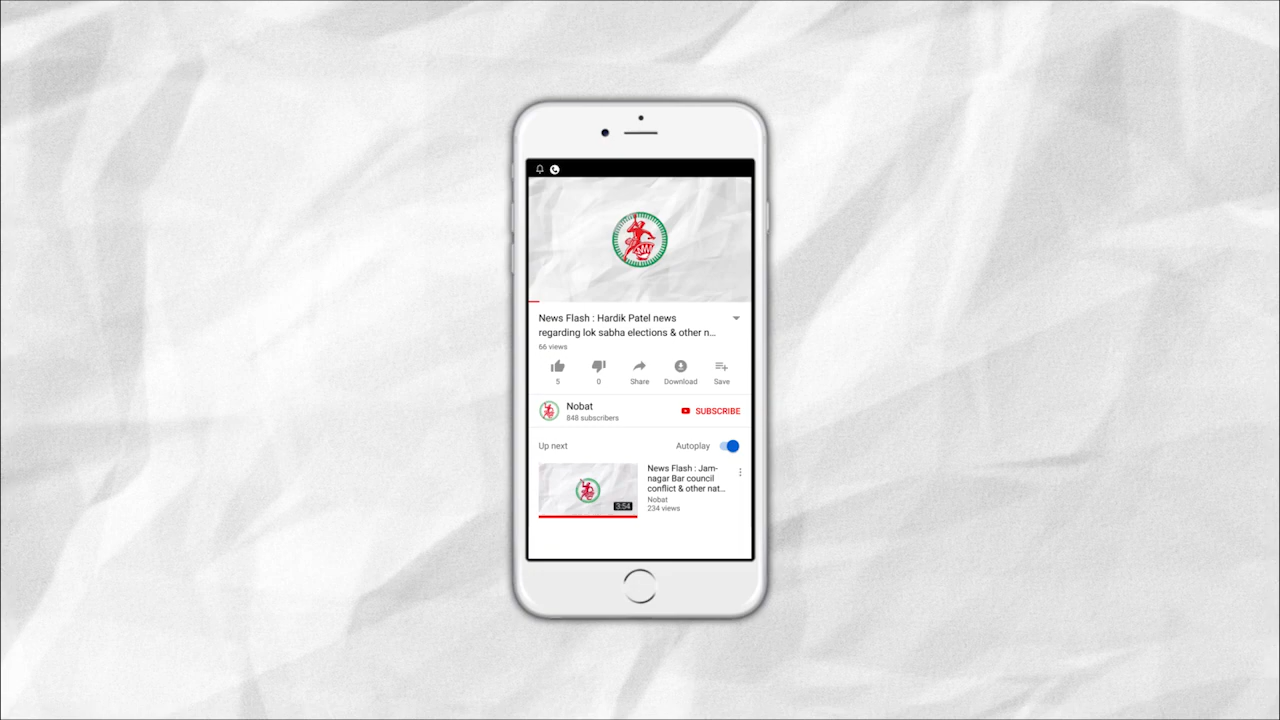 News Flash : Hardik Patel news
regarding lok sabha elections & other n...
66 views
5
0
Share
Download
Save
Nobat
848 subscribers
SUBSCRIBE
Up next
Autoplay
3:54
News Flash : Jam-
nagar Bar council
conflict & other nat...
Nobat
234 views